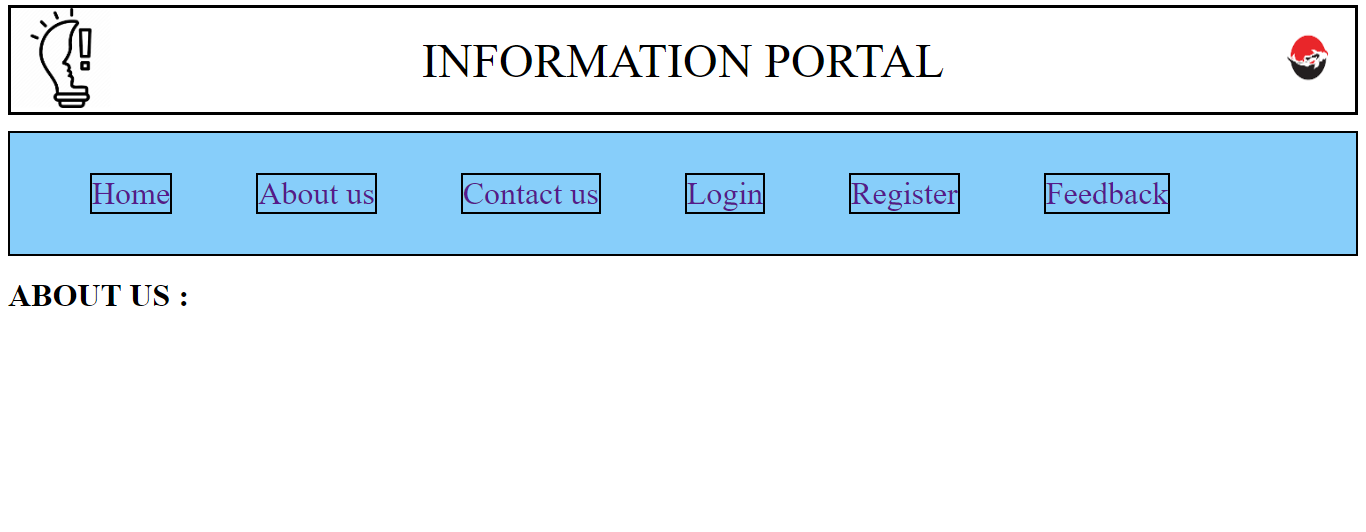 INFORMATION PORTAL
Home About us Contact us Login Register Feedback
ABOUT US :